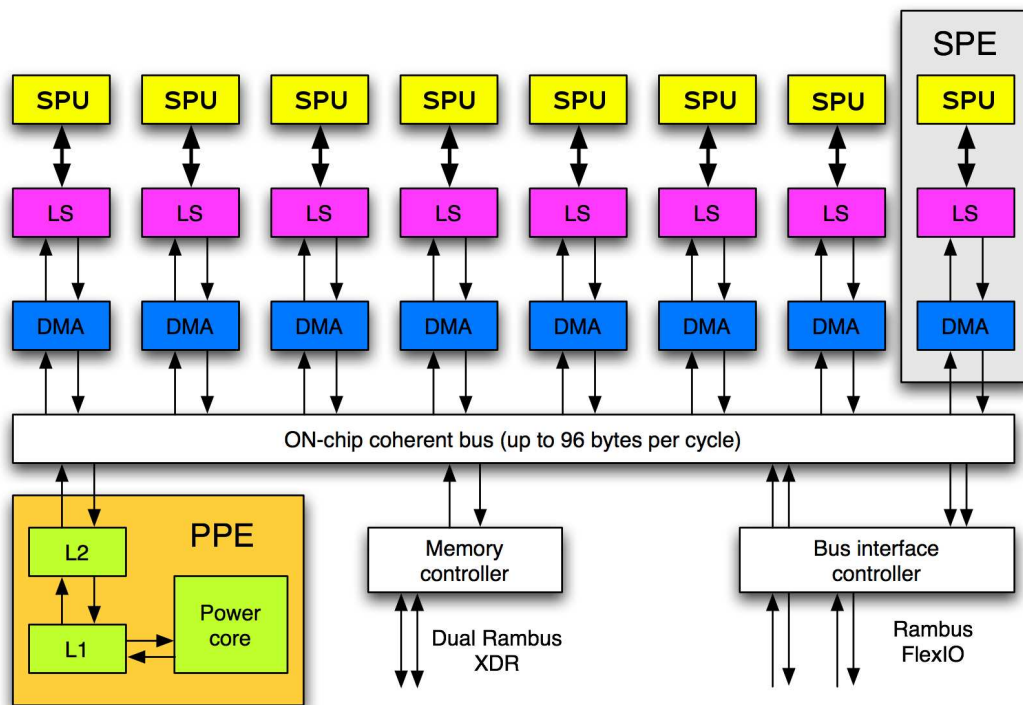 SPE
SPU SPU SPU SPU SPU SPU SPU SPU
LS LS LS LS LS LS LS LS
DMA DMA DMA DMA DMA DMA DMA DMA
ON-chip coherent bus (up to 96 bytes per cycle)
PPE
L2
L1
Power
core
Memory
controller
Dual Rambus
XDR
Bus interface
controller
Rambus
FlexIO